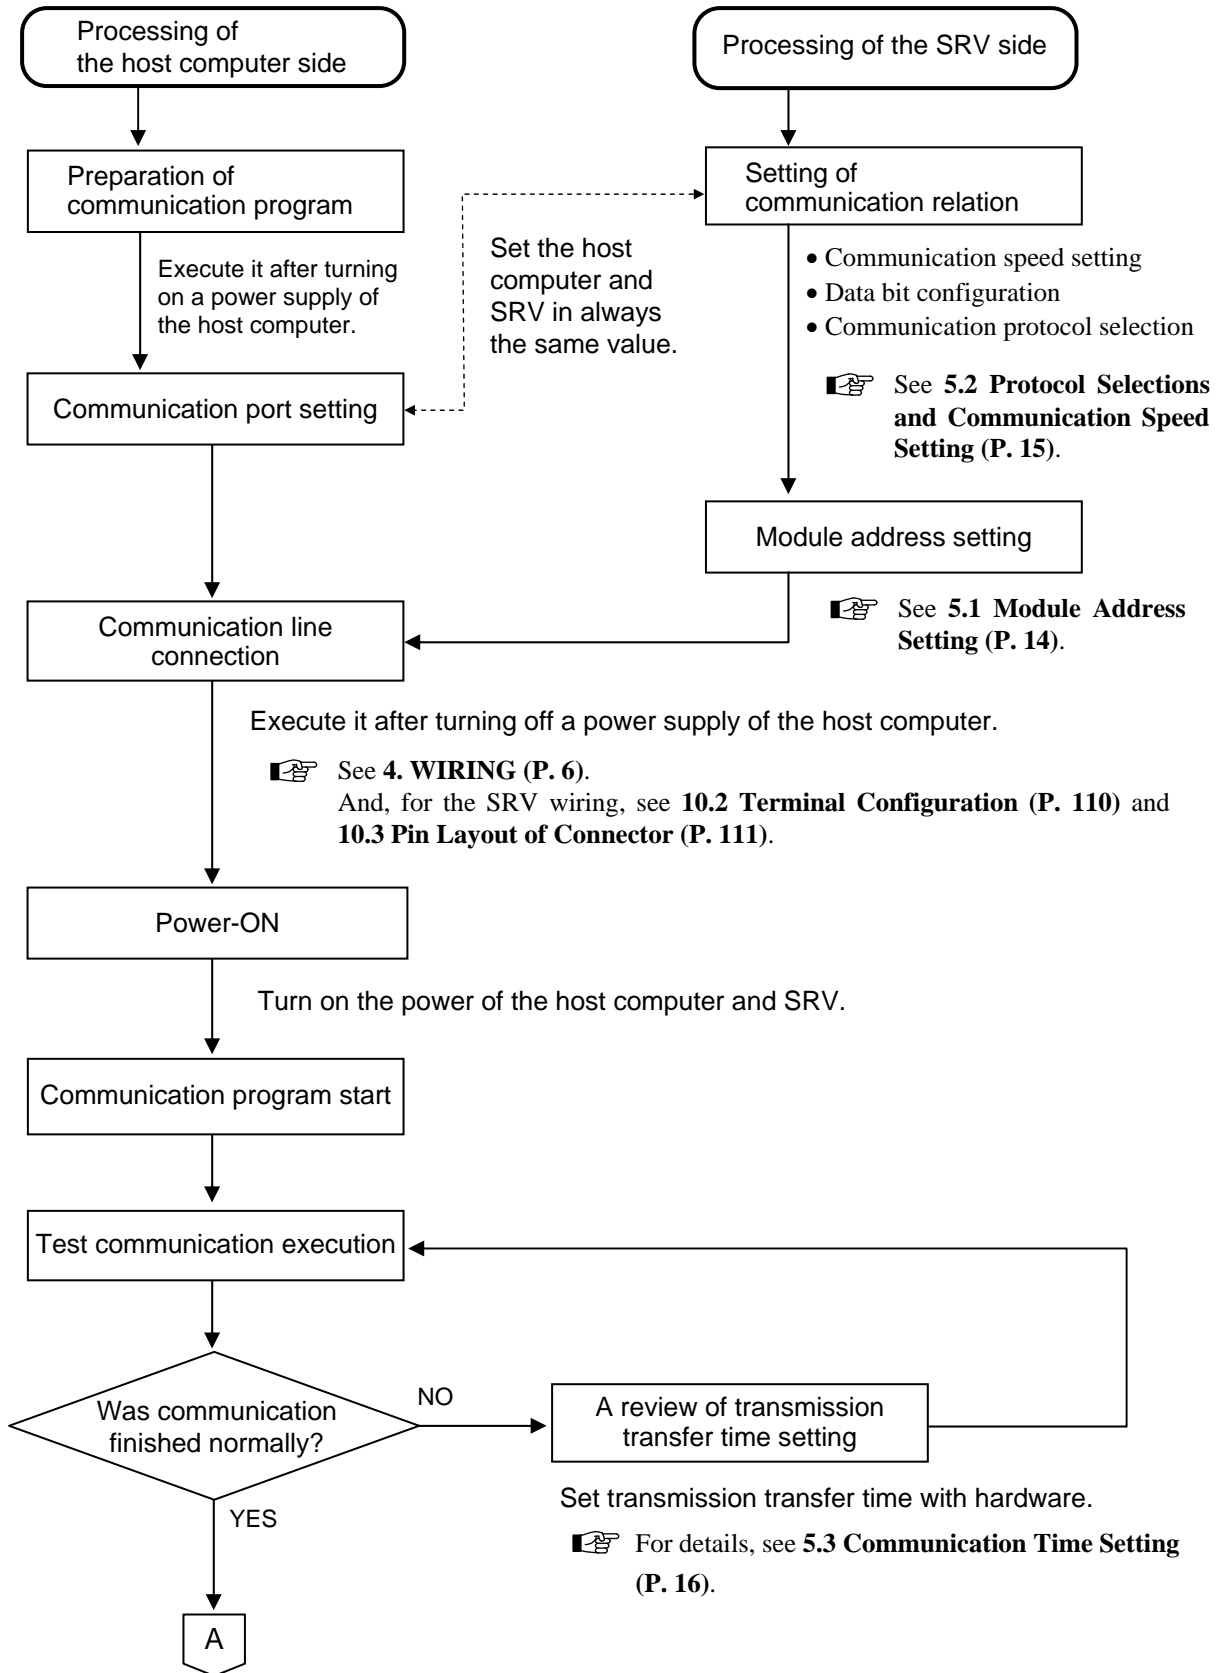 Processing of
the host computer side
Processing of the SRV side
Preparation of
communication program
Setting of
communication relation
Execute it after turning
on a power supply of
the host computer.
Set the host
computer and
SRV in always
the same value.
• Communication speed setting
• Data bit configuration
• Communication protocol selection
Communication port setting
See 5.2 Protocol Selections
and Communication Speed
Setting (P. 15).
Module address setting
See 5.1 Module Address
Setting (P. 14).
Communication line
connection
Execute it after turning off a power supply of the host computer.
See 4. WIRING (P. 6).
And, for the SRV wiring, see 10.2 Terminal Configuration (P. 110) and
10.3 Pin Layout of Connector (P. 111).
Power-ON
Turn on the power of the host computer and SRV.
Communication program start
Test communication execution
Was communication
finished normally?
NO
A review of transmission
transfer time setting
YES
Set transmission transfer time with hardware.
For details, see 5.3 Communication Time Setting
(P. 16).
A